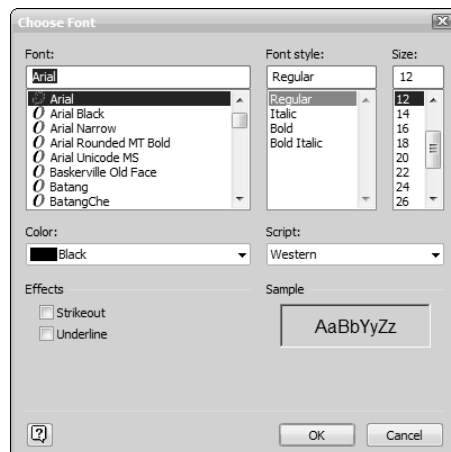 Choose Font
Font:
Font style:
Size:
Arial
Regular
12
Arial
Arial Black
Arial Narrow
Arial Rounded MT Bold
Arial Unicode MS
Baskerville Old Face
Batang
BatangChe
Regular
Italic
Bold
Bold Italic
12
14
16
18
20
22
24
26
Color:
Script:
Black
Western
Effects
Sample
Strikeout
Underline
AaBbYyZz
?
OK
Cancel